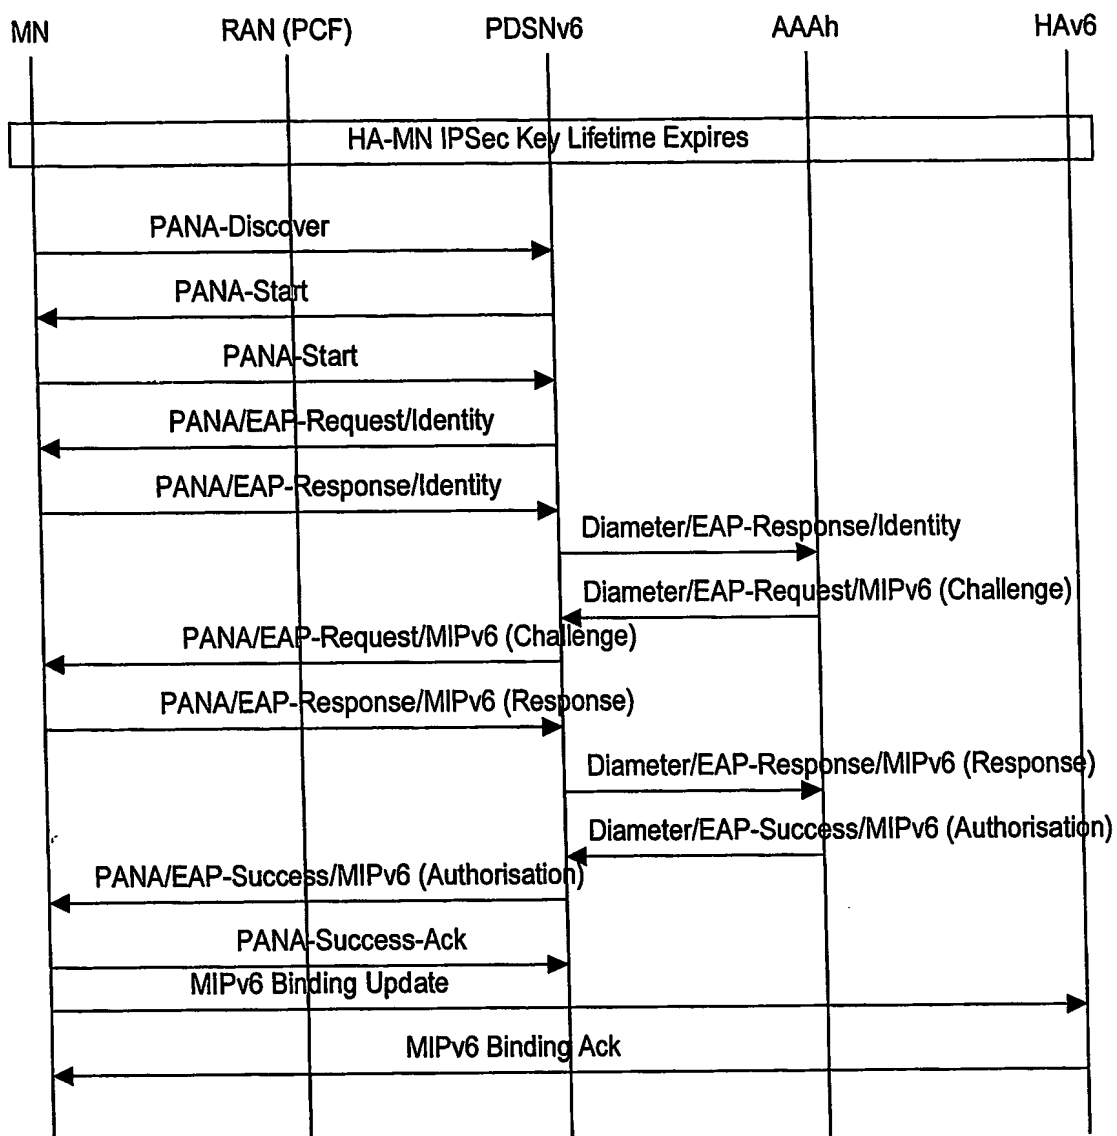 MN RAN (PCF) PDSNv6 AAAh HAv6
HA-MN IPSec Key Lifetime Expires
PANA-Discover
PANA-Start
PANA-Start
PANA/EAP-Request/Identity
PANA/EAP-Response/Identity
Diameter/EAP-Response/Identity
Diameter/EAP-Request/MIPv6 (Challenge)
PANA/EAP-Request/MIPv6 (Challenge)
PANA/EAP-Response/MIPv6 (Response)
Diameter/EAP-Response/MIPv6 (Response)
Diameter/EAP-Success/MIPv6 (Authorisation)
PANA/EAP-Success/MIPv6 (Authorisation)
PANA-Success-Ack
MIPv6 Binding Update
MIPv6 Binding Ack